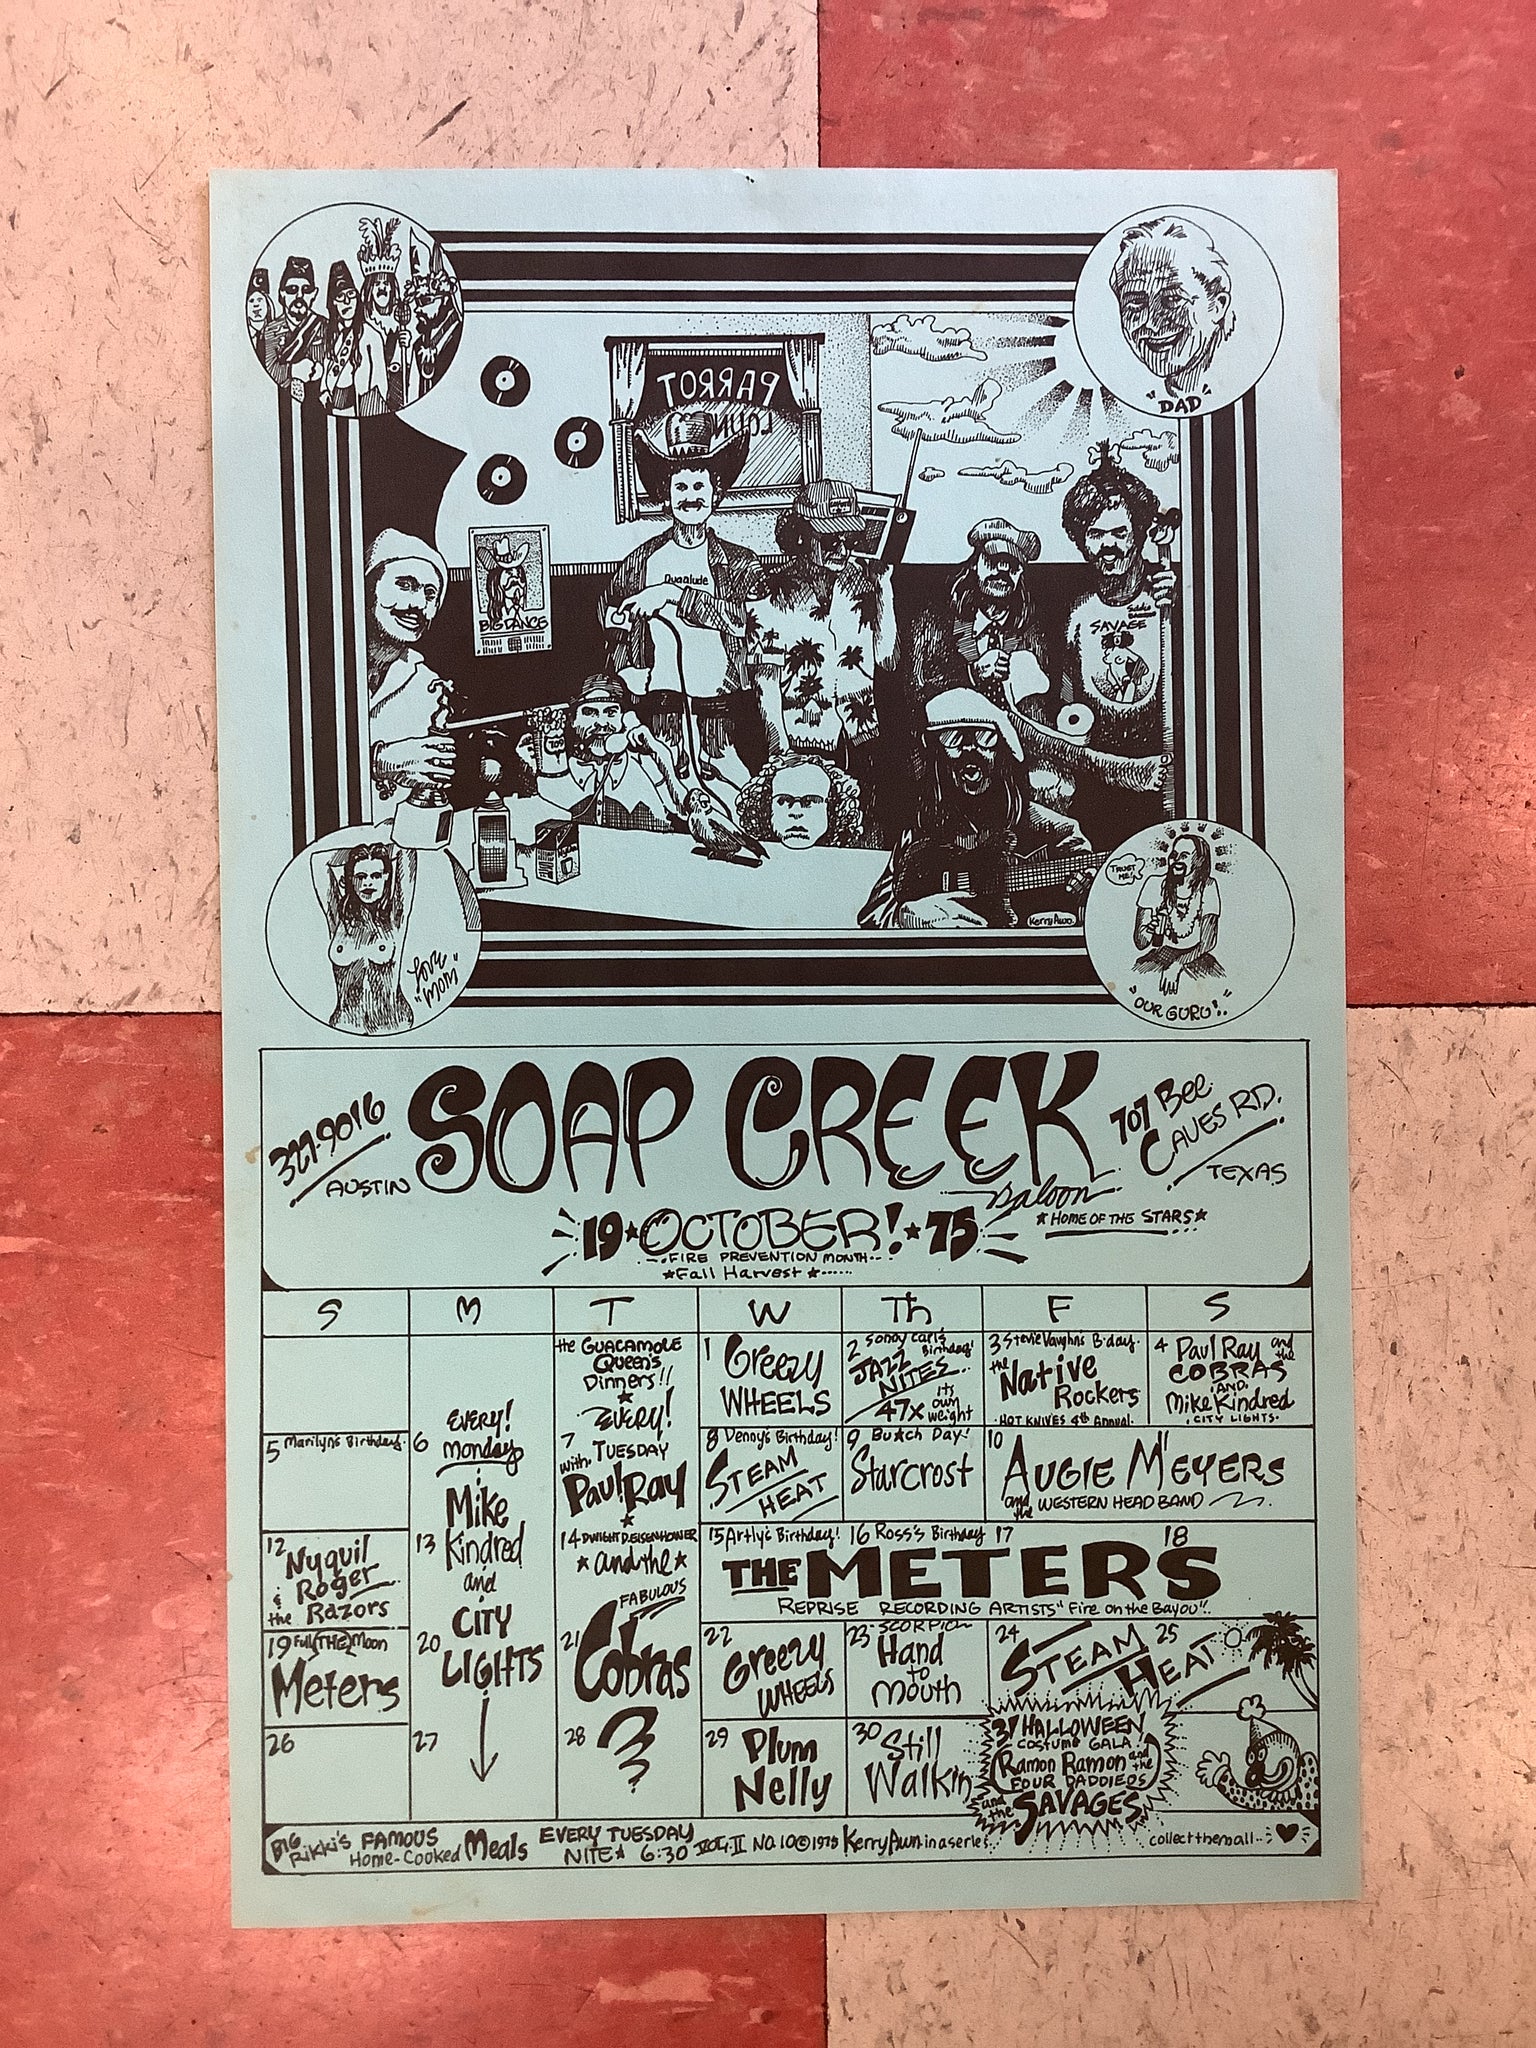 "DAD"
PARROT
LOUN
Quaalude
BIG DANCE
SAVAGE
709
Kerry Awn.
TRUST ME!
Love "MOM"
"OUR GURU!"
327-9016
AUSTIN
SOAP CREEK
Saloon
707 Bee
CAVES RD.
TEXAS
★ HOME OF THE STARS ★
19 ★ OCTOBER! ★ 75
FIRE PREVENTION MONTH
★ Fall Harvest ★
S M T W Th F S
EVERY!
Monday
Mike
Kindred
and
CITY
LIGHTS
the GUACAMOLE
Queen's
Dinners!!
★
EVERY!
TUESDAY
with
Paul Ray
★
★ and the ★
FABULOUS
Cobras
?
1 Greezy
WHEELS
2 Sonny Carl's
Birthday!
JAZZ
NITES
47x its own weight
3 Stevie Vaughn's B-day.
the Native
Rockers
HOT KNIVES 4th Annual.
4 Paul Ray and the
COBRAS
AND
Mike Kindred
CITY LIGHTS
5 Marilyn's Birthday.
6
7
8 Denny's Birthday!
STEAM
HEAT
9 Bu★ch Day!
Starcrost
10
AUGIE MEYERS
and the WESTERN HEAD BAND
12 Nyquil
Roger
& the Razors
13
14 DWIGHT D. EISENHOWER
15 Artly's Birthday!
16 Ross's Birthday
17
18
THE METERS
REPRISE RECORDING ARTISTS "Fire on the Bayou"
19 Full (THE) Moon
Meters
20
21
22
Greezy
WHEELS
23 SCORPION
Hand
to
Mouth
24
25
STEAM
HEAT
26
27
28
29 Plum
Nelly
30 Still
Walkin
31 HALLOWEEN
COSTUME GALA!
Ramon Ramon and the
FOUR DADDIERS
and the SAVAGES
BIG Rikki's FAMOUS
Home-Cooked Meals
EVERY TUESDAY
NITE ★ 6:30
VOL. II NO. 10 © 1975 Kerry Awn in a series
collect them all..